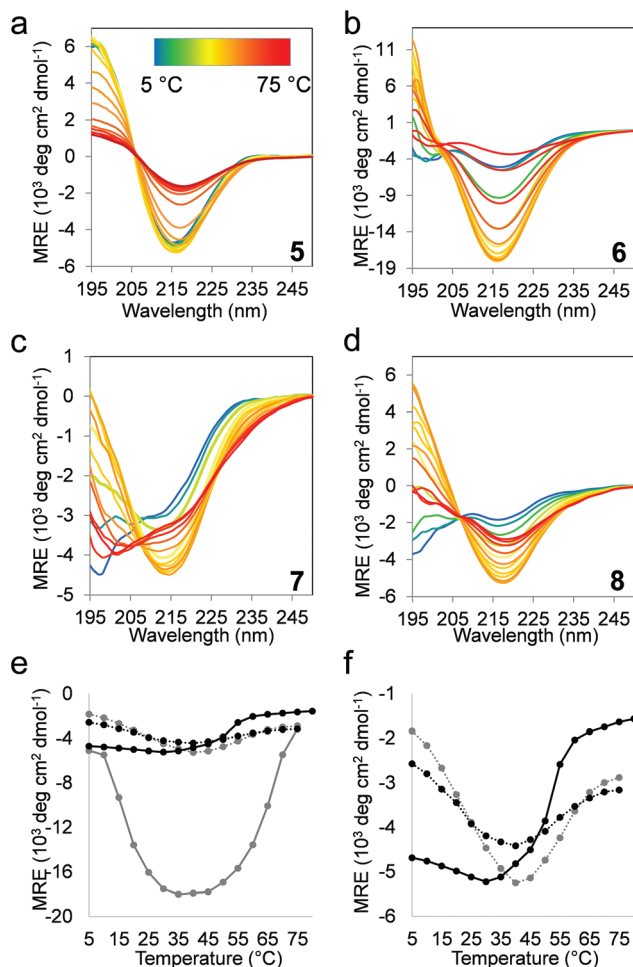 a
6
5
4
3
2
1
0
-2
-4
-6
5 °C
75 °C
MRE (10³ deg cm² dmol⁻¹)
195 205 215 225 235 245
Wavelength (nm)
5
b
11
6
1
-4
-9
-14
-19
MRE (10³ deg cm² dmol⁻¹)
195 205 215 225 235 245
Wavelength (nm)
6
c
1
0
-1
-2
-3
-4
-5
MRE (10³ deg cm² dmol⁻¹)
195 205 215 225 235 245
Wavelength (nm)
7
d
6
4
2
0
-2
-4
-6
MRE (10³ deg cm² dmol⁻¹)
195 205 215 225 235 245
Wavelength (nm)
8
e
0
-4
-8
-12
-16
-20
MRE (10³ deg cm² dmol⁻¹)
5 15 25 35 45 55 65 75
Temperature (°C)
f
-1
-2
-3
-4
-5
-6
MRE (10³ deg cm² dmol⁻¹)
5 15 25 35 45 55 65 75
Temperature (°C)